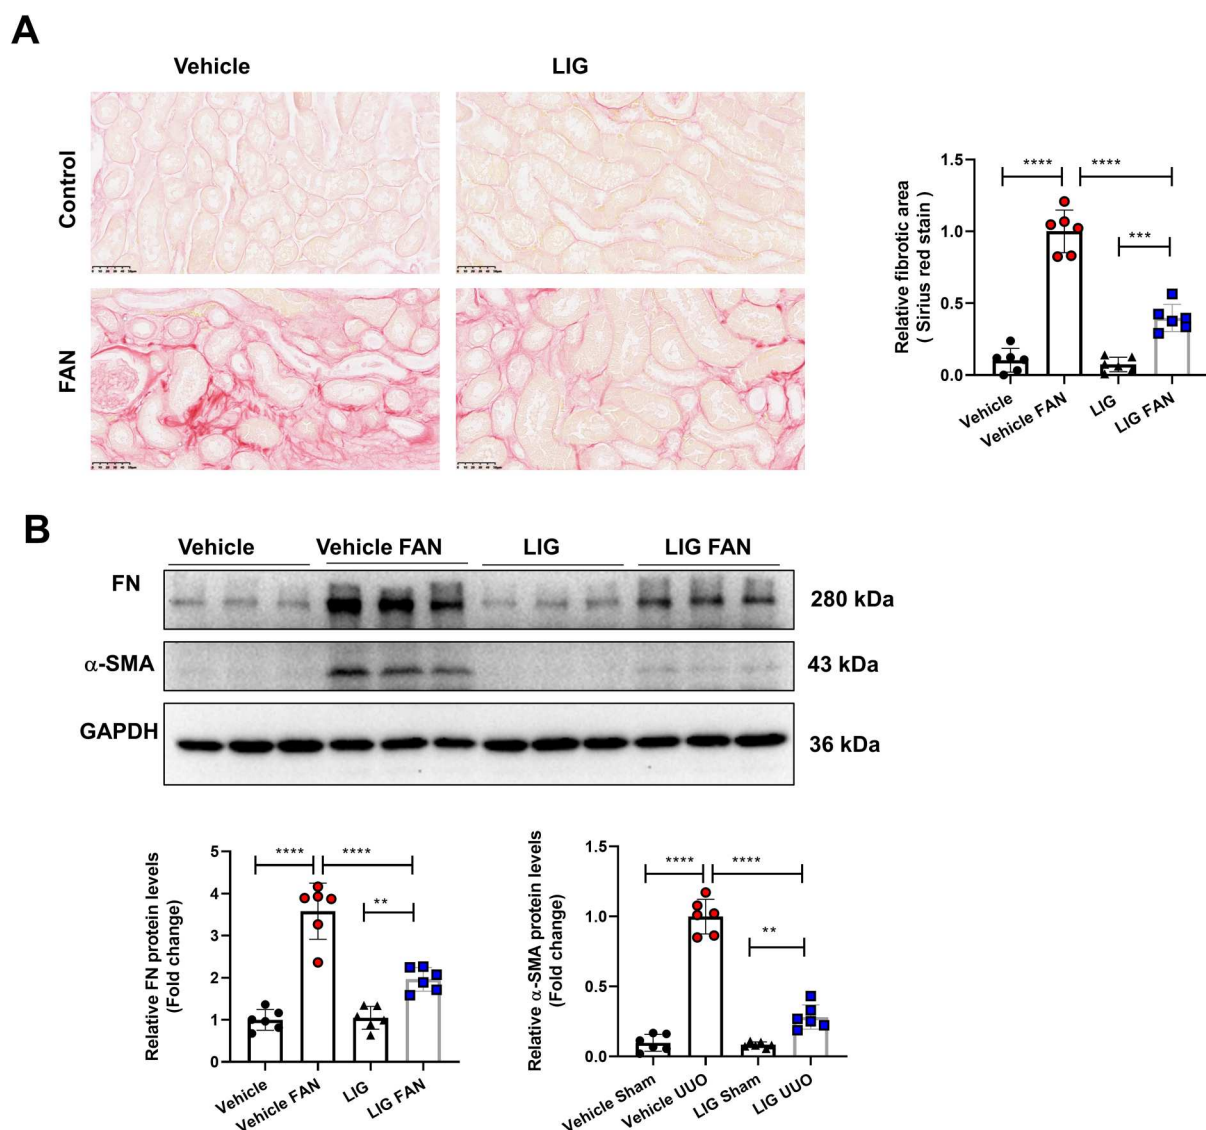 A
Vehicle
LIG
Control
FAN
Relative fibrotic area
( Sirius red stain )
1.5
1.0
0.5
0.0
****
****
***
Vehicle
Vehicle FAN
LIG
LIG FAN
B
Vehicle
Vehicle FAN
LIG
LIG FAN
FN
280 kDa
α-SMA
43 kDa
GAPDH
36 kDa
Relative FN protein levels
(Fold change)
5
4
3
2
1
0
****
****
**
Vehicle
Vehicle FAN
LIG
LIG FAN
Relative α-SMA protein levels
(Fold change)
1.5
1.0
0.5
0.0
****
****
**
Vehicle Sham
Vehicle UUO
LIG Sham
LIG UUO